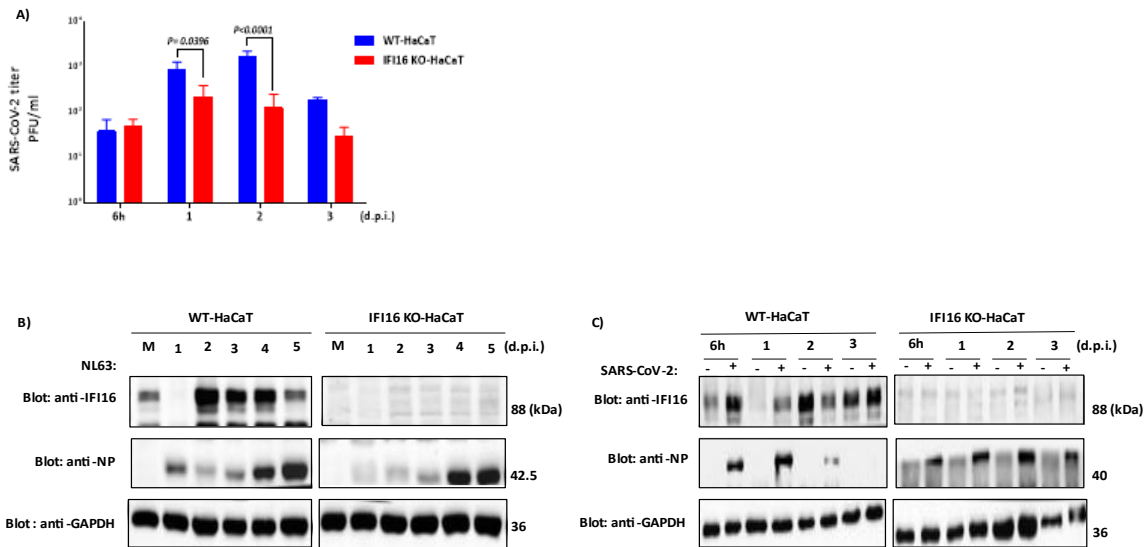 A)
SARS-CoV-2 titer
PFU/ml
P= 0.0396
P<0.0001
WT-HaCaT
IFI16 KO-HaCaT
6h 1 2 3 (d.p.i.)
B)
WT-HaCaT IFI16 KO-HaCaT
M 1 2 3 4 5 M 1 2 3 4 5 (d.p.i.)
NL63:
Blot: anti-IFI16 88 (kDa)
Blot: anti-NP 42.5
Blot : anti-GAPDH 36
C)
WT-HaCaT IFI16 KO-HaCaT
6h 1 2 3 6h 1 2 3 (d.p.i.)
SARS-CoV-2: - + - + - + - + - + - + - + - +
Blot: anti-IFI16 88 (kDa)
Blot: anti-NP 40
Blot: anti-GAPDH 36